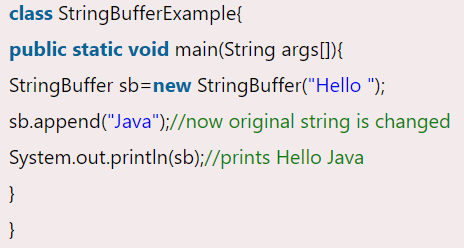 class StringBufferExample{
public static void main(String args[]){
StringBuffer sb=new StringBuffer("Hello ");
sb.append("Java");//now original string is changed
System.out.println(sb);//prints Hello Java
}
}